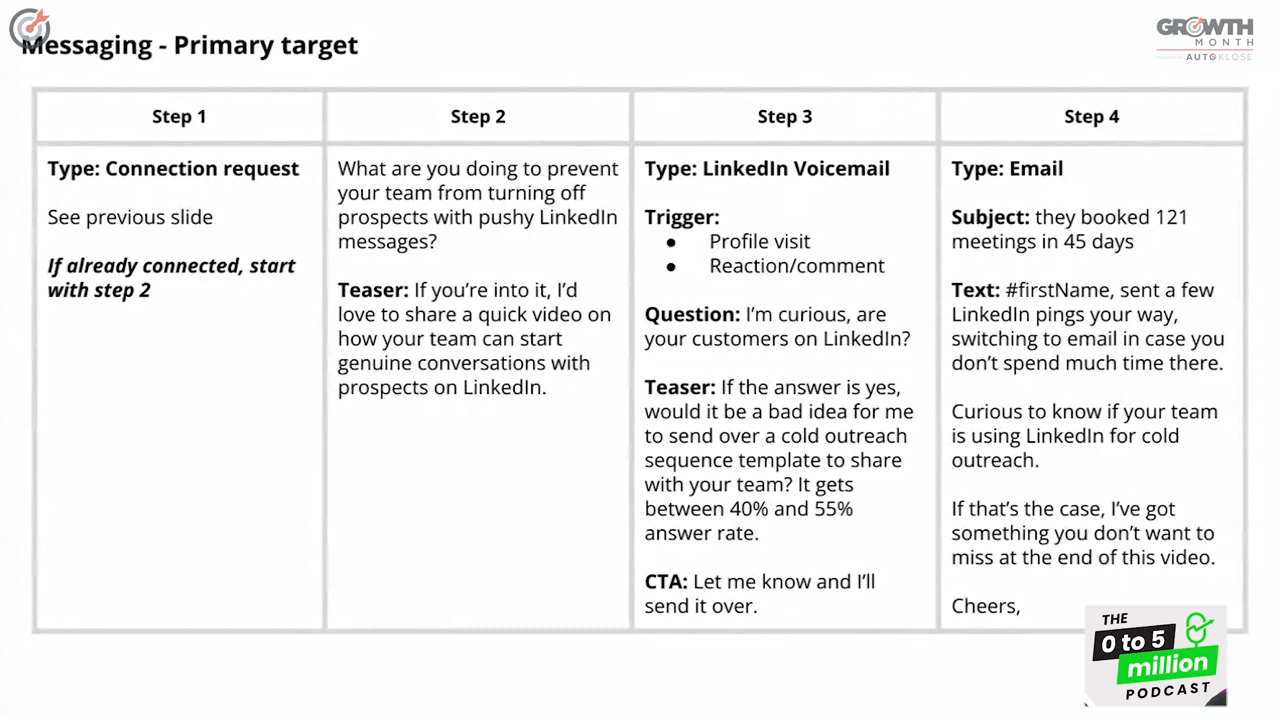 Messaging - Primary target
GROWTH
MONTH
AUTOKLOSE
Step 1
Step 2
Step 3
Step 4
Type: Connection request
See previous slide
If already connected, start
with step 2
What are you doing to prevent
your team from turning off
prospects with pushy LinkedIn
messages?
Teaser: If you’re into it, I’d
love to share a quick video on
how your team can start
genuine conversations with
prospects on LinkedIn.
Type: LinkedIn Voicemail
Trigger:
● Profile visit
● Reaction/comment
Question: I’m curious, are
your customers on LinkedIn?
Teaser: If the answer is yes,
would it be a bad idea for me
to send over a cold outreach
sequence template to share
with your team? It gets
between 40% and 55%
answer rate.
CTA: Let me know and I’ll
send it over.
Type: Email
Subject: they booked 121
meetings in 45 days
Text: #firstName, sent a few
LinkedIn pings your way,
switching to email in case you
don’t spend much time there.
Curious to know if your team
is using LinkedIn for cold
outreach.
If that’s the case, I’ve got
something you don’t want to
miss at the end of this video.
Cheers,
THE
0 to 5
million
PODCAST